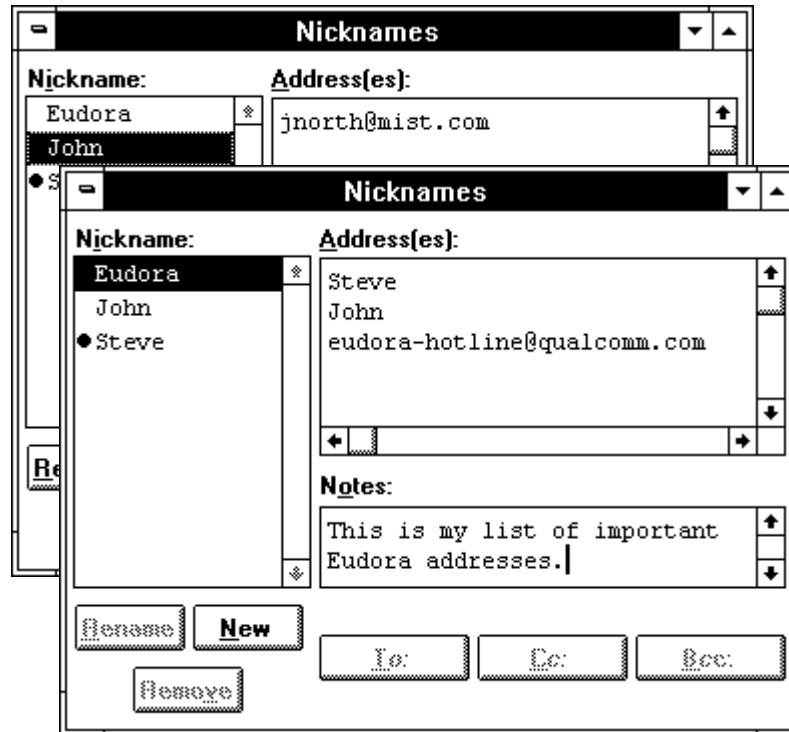 Nicknames
Nickname: Address(es):
Eudora
John
jnorth@mist.com
S
Re
Nicknames
Nickname: Address(es):
Eudora
John
Steve
Steve
John
eudora-hotline@qualcomm.com
Notes:
This is my list of important
Eudora addresses.
Rename New
Remove
To: Cc: Bcc: